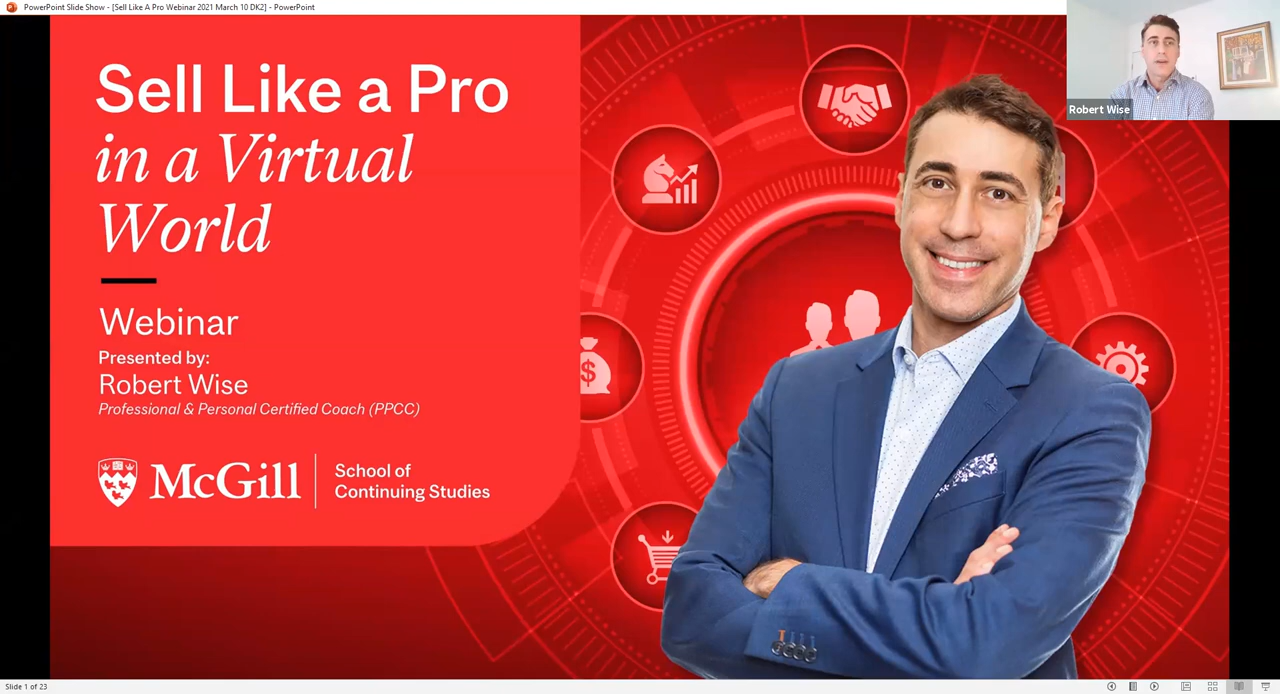 PowerPoint Slide Show - [Sell Like A Pro Webinar 2021 March 10 DK2] - PowerPoint
Robert Wise
Sell Like a Pro
in a Virtual
World
Webinar
Presented by:
Robert Wise
Professional & Personal Certified Coach (PPCC)
McGill
School of
Continuing Studies
$
Slide 1 of 23